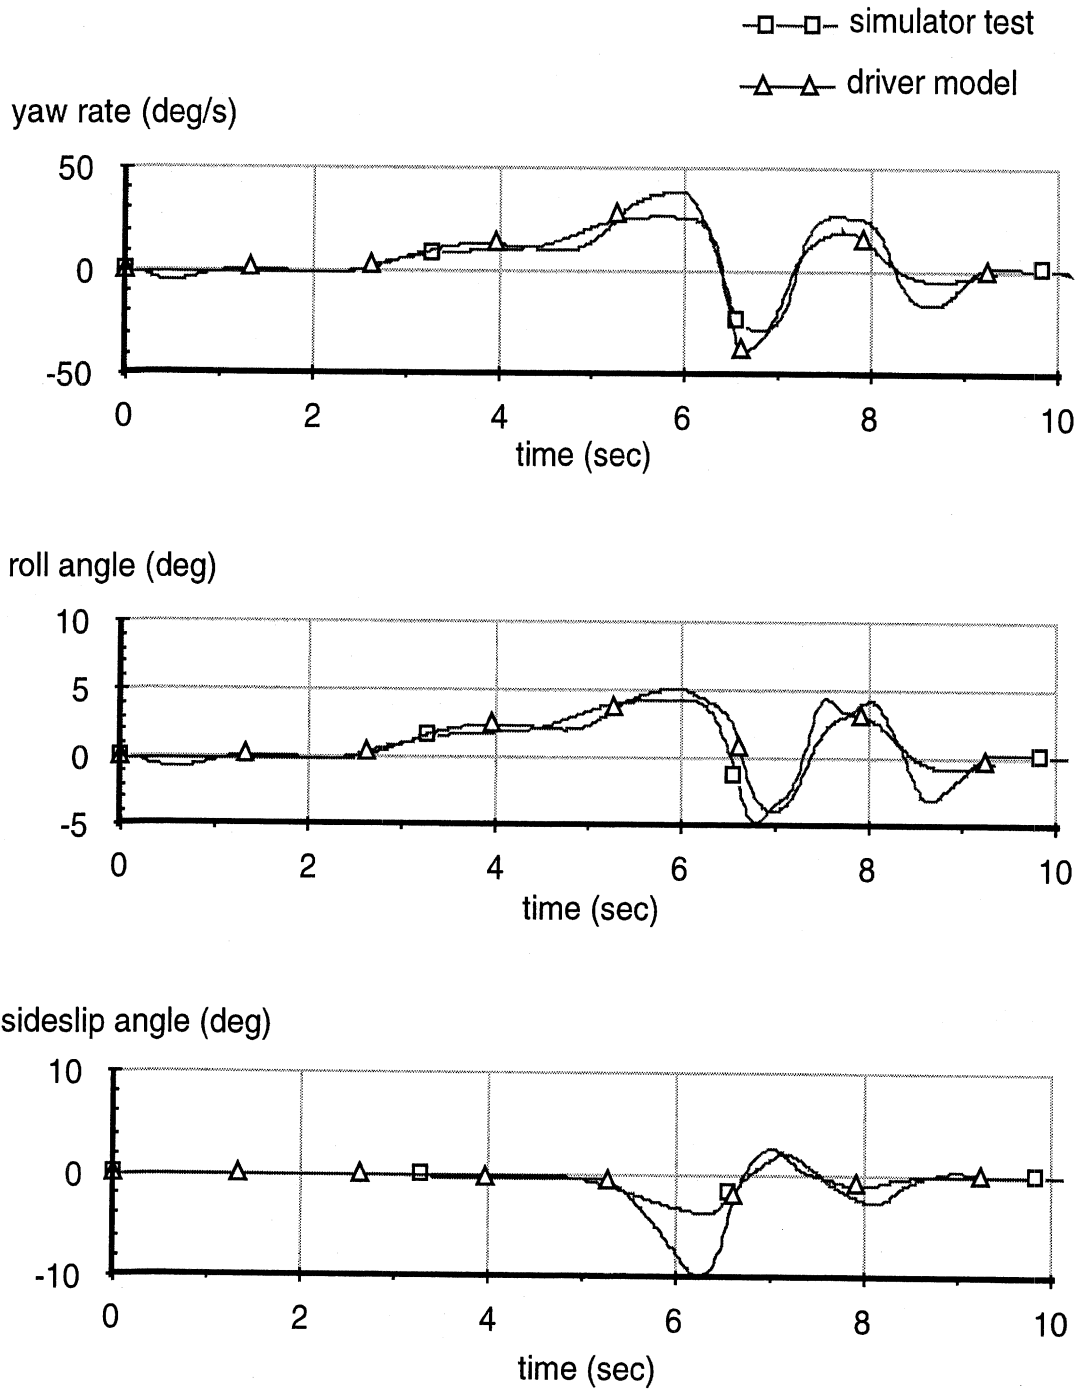 simulator test
driver model
yaw rate (deg/s)
50
0
-50
0 2 4 6 8 10
time (sec)
roll angle (deg)
10
5
0
-5
0 2 4 6 8 10
time (sec)
sideslip angle (deg)
10
0
-10
0 2 4 6 8 10
time (sec)